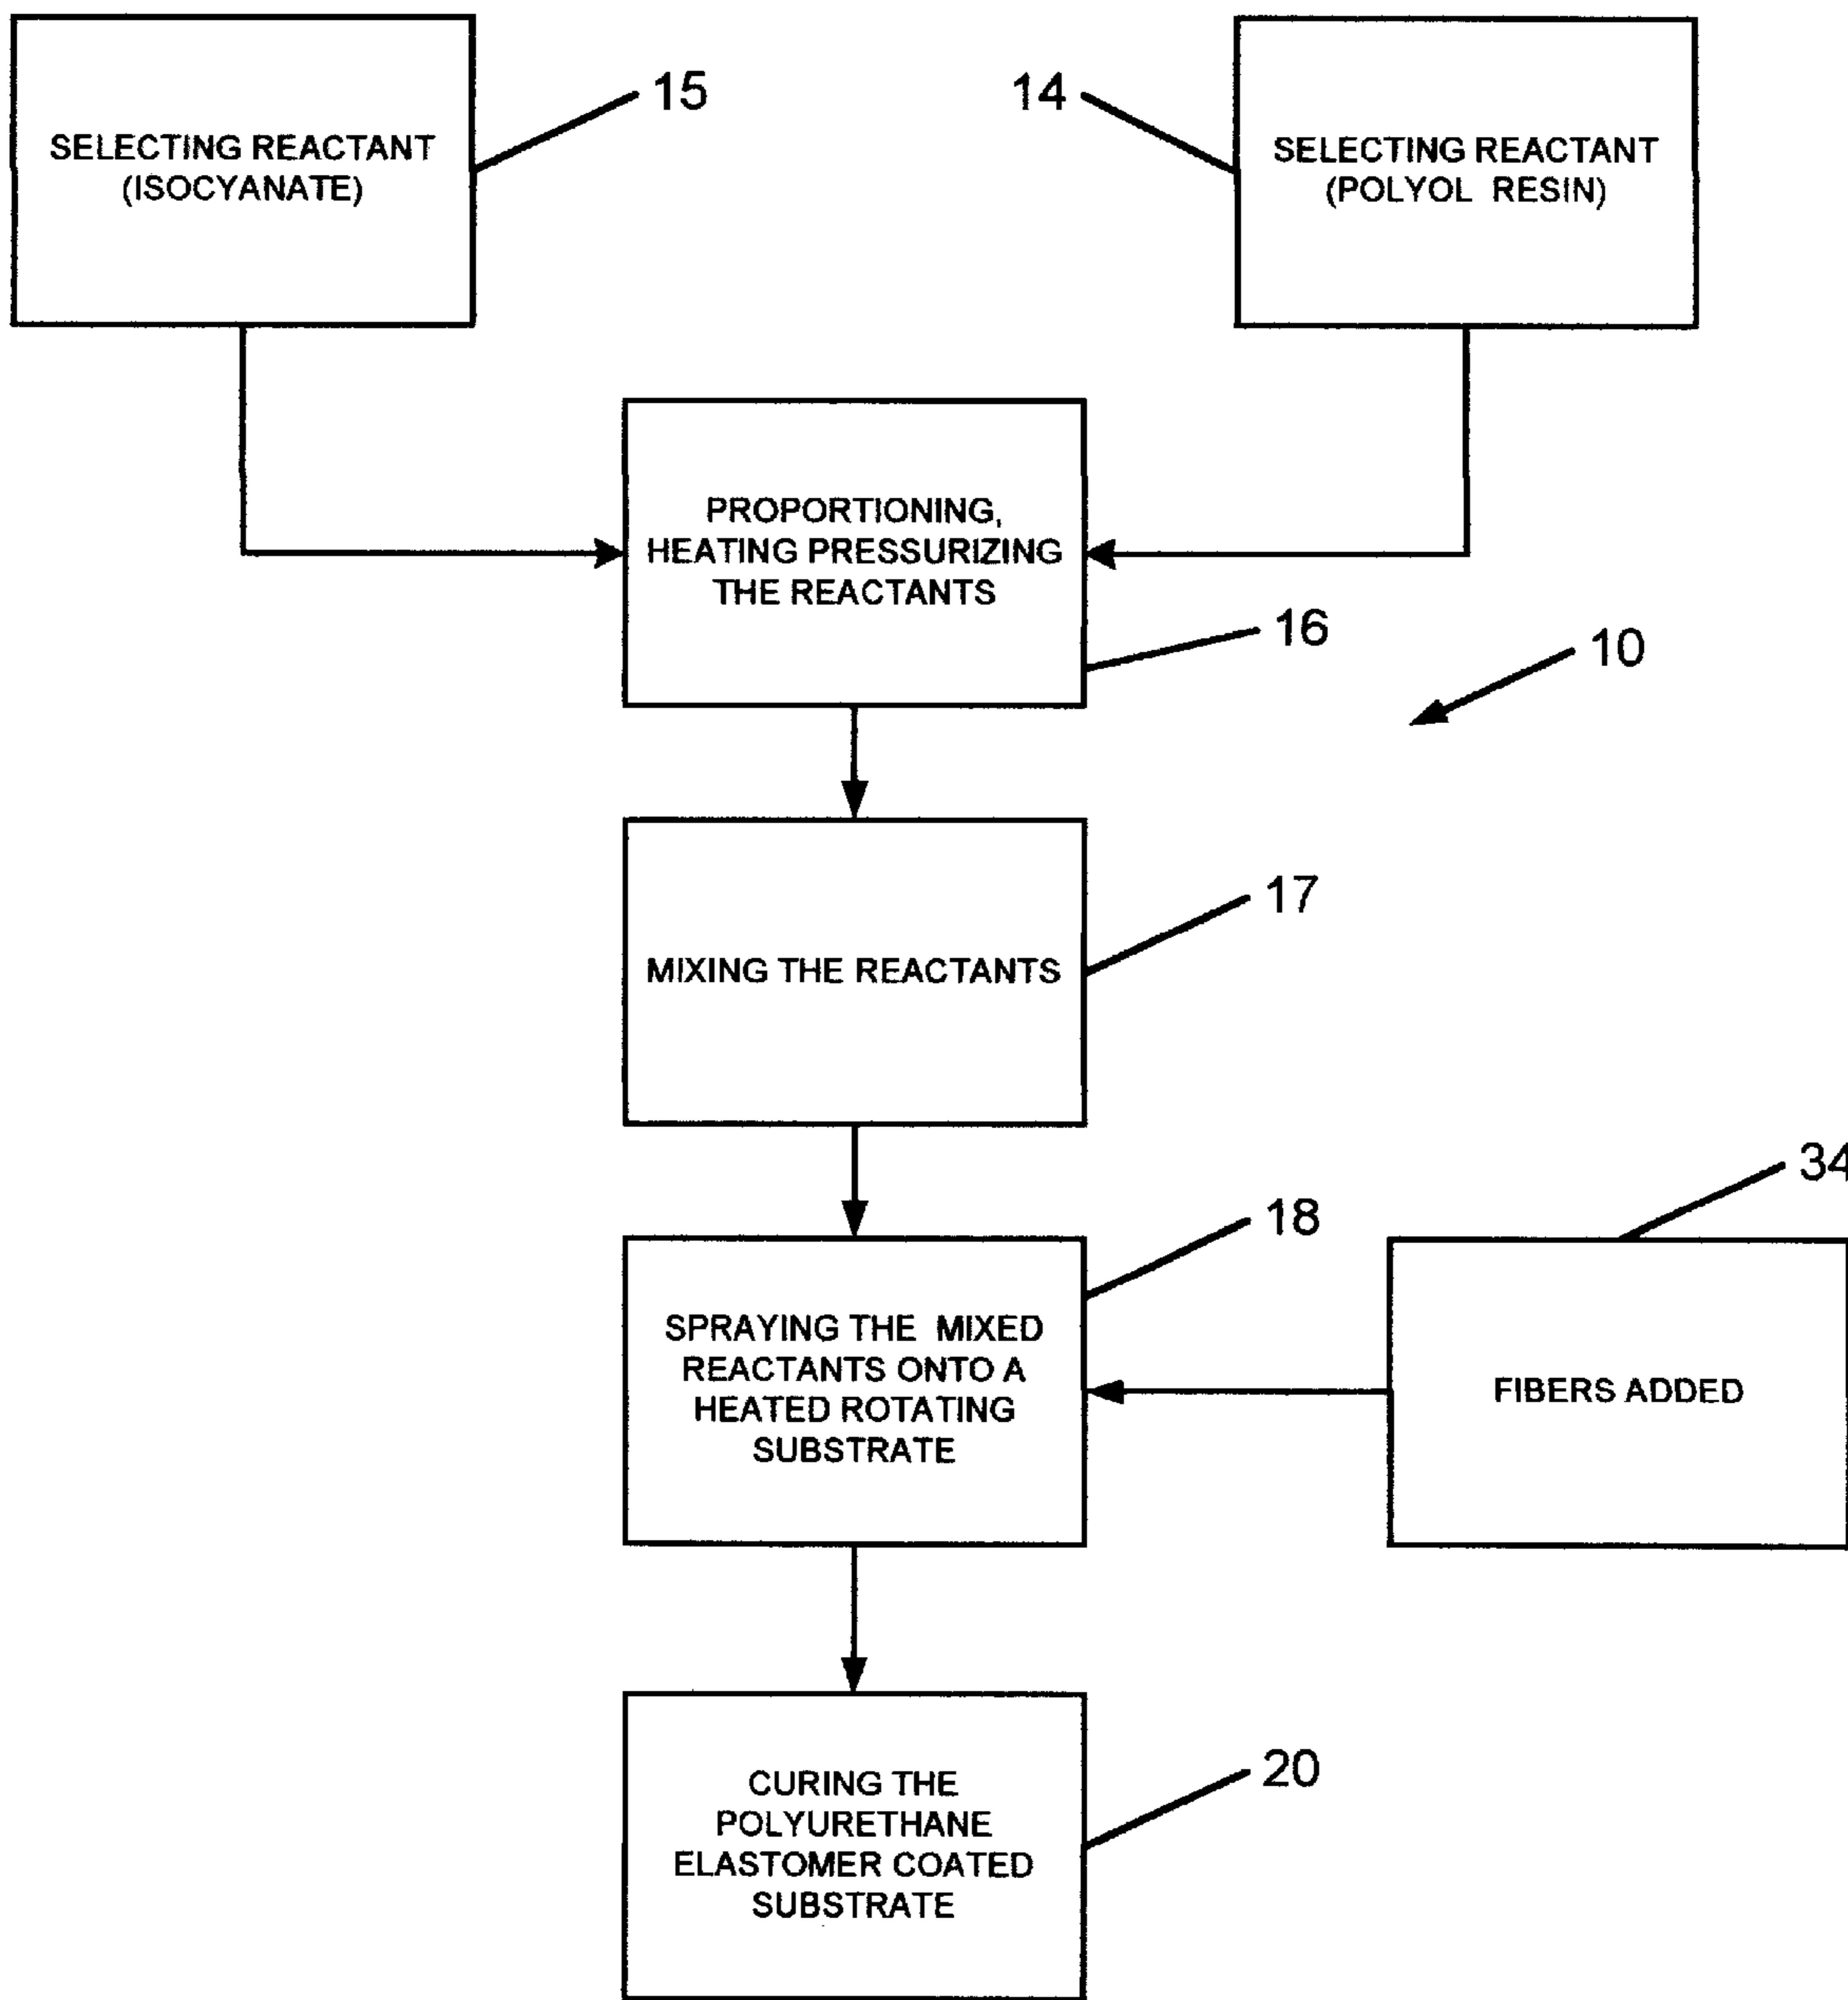 SELECTING REACTANT
(ISOCYANATE)
15
14
SELECTING REACTANT
(POLYOL RESIN)
PROPORTIONING,
HEATING PRESSURIZING
THE REACTANTS
16
10
MIXING THE REACTANTS
17
34
18
SPRAYING THE MIXED
REACTANTS ONTO A
HEATED ROTATING
SUBSTRATE
FIBERS ADDED
CURING THE
POLYURETHANE
ELASTOMER COATED
SUBSTRATE
20